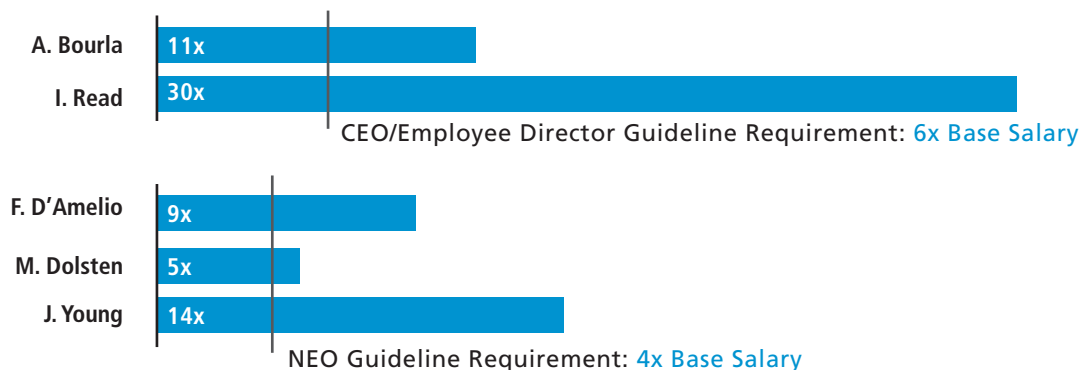 A. Bourla 11x
I. Read 30x
CEO/Employee Director Guideline Requirement: 6x Base Salary
F. D’Amelio 9x
M. Dolsten 5x
J. Young 14x
NEO Guideline Requirement: 4x Base Salary